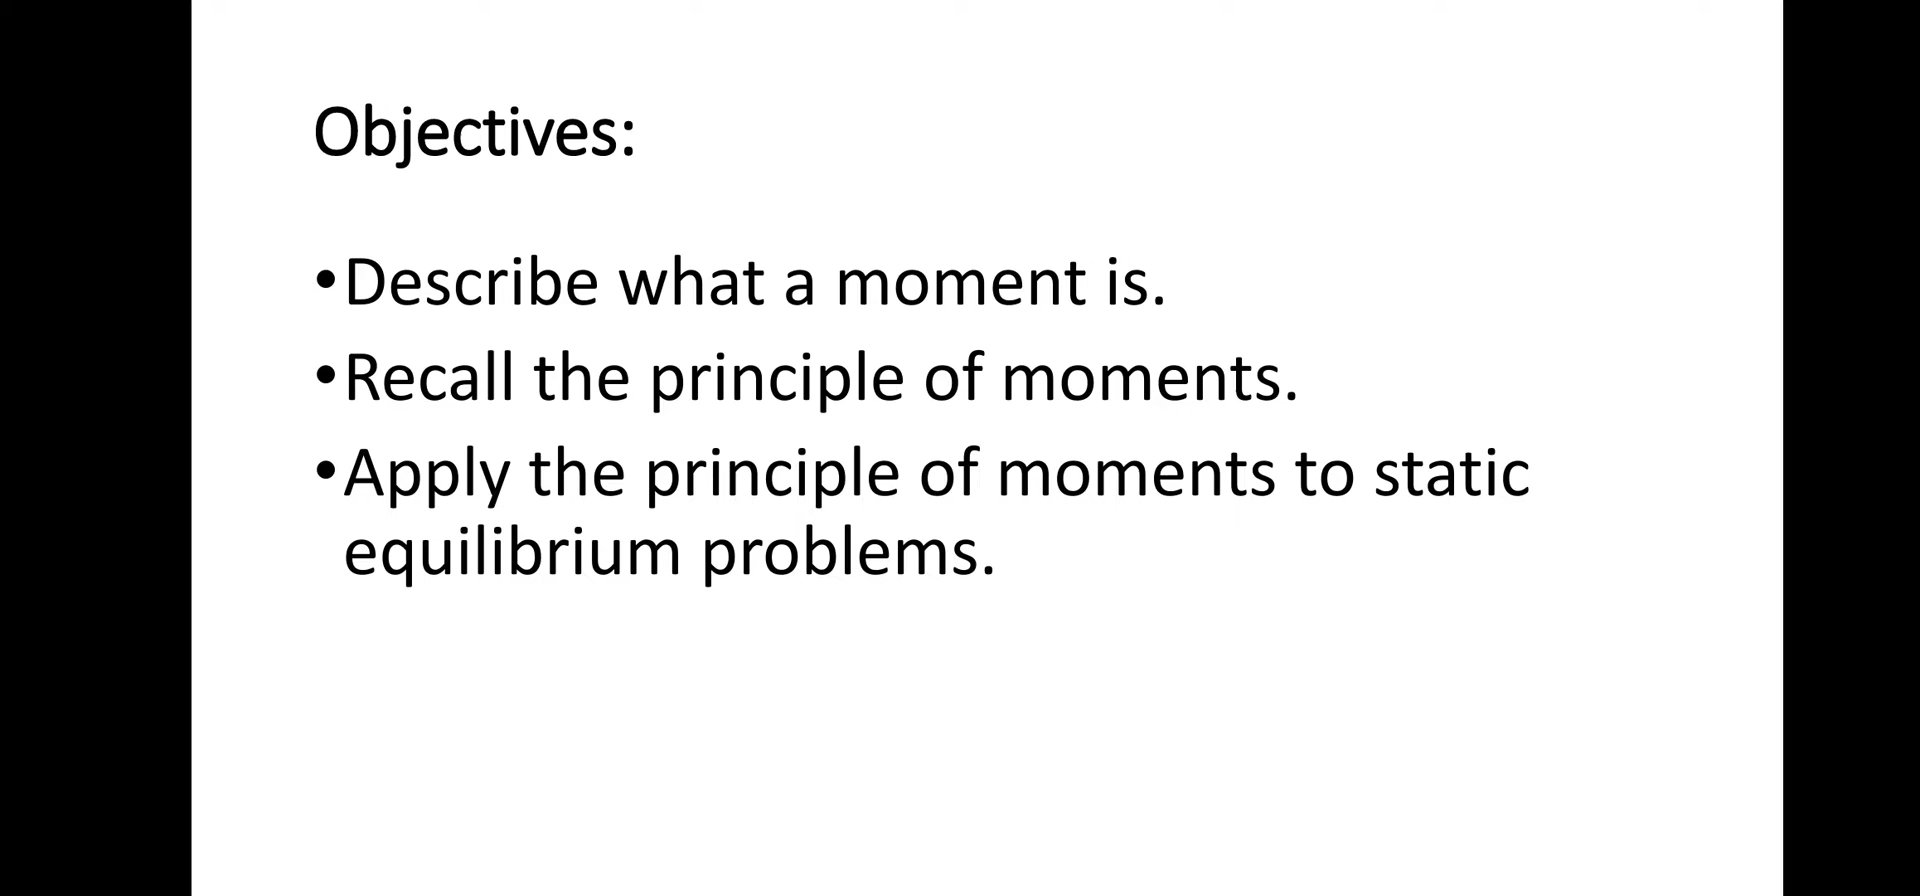 Objectives:
•Describe what a moment is.
•Recall the principle of moments.
•Apply the principle of moments to static
equilibrium problems.